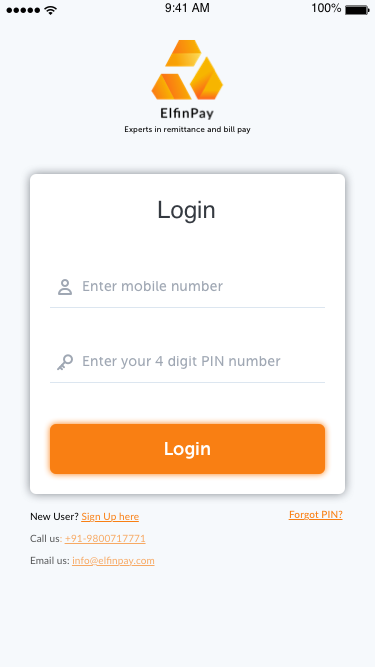 9:41 AM 100%
ElfinPay
Experts in remittance and bill pay
Login
Enter mobile number
Enter your 4 digit PIN number
Login
New User? Sign Up here Forgot PIN?
Call us: +91-9800717771
Email us: info@elfinpay.com